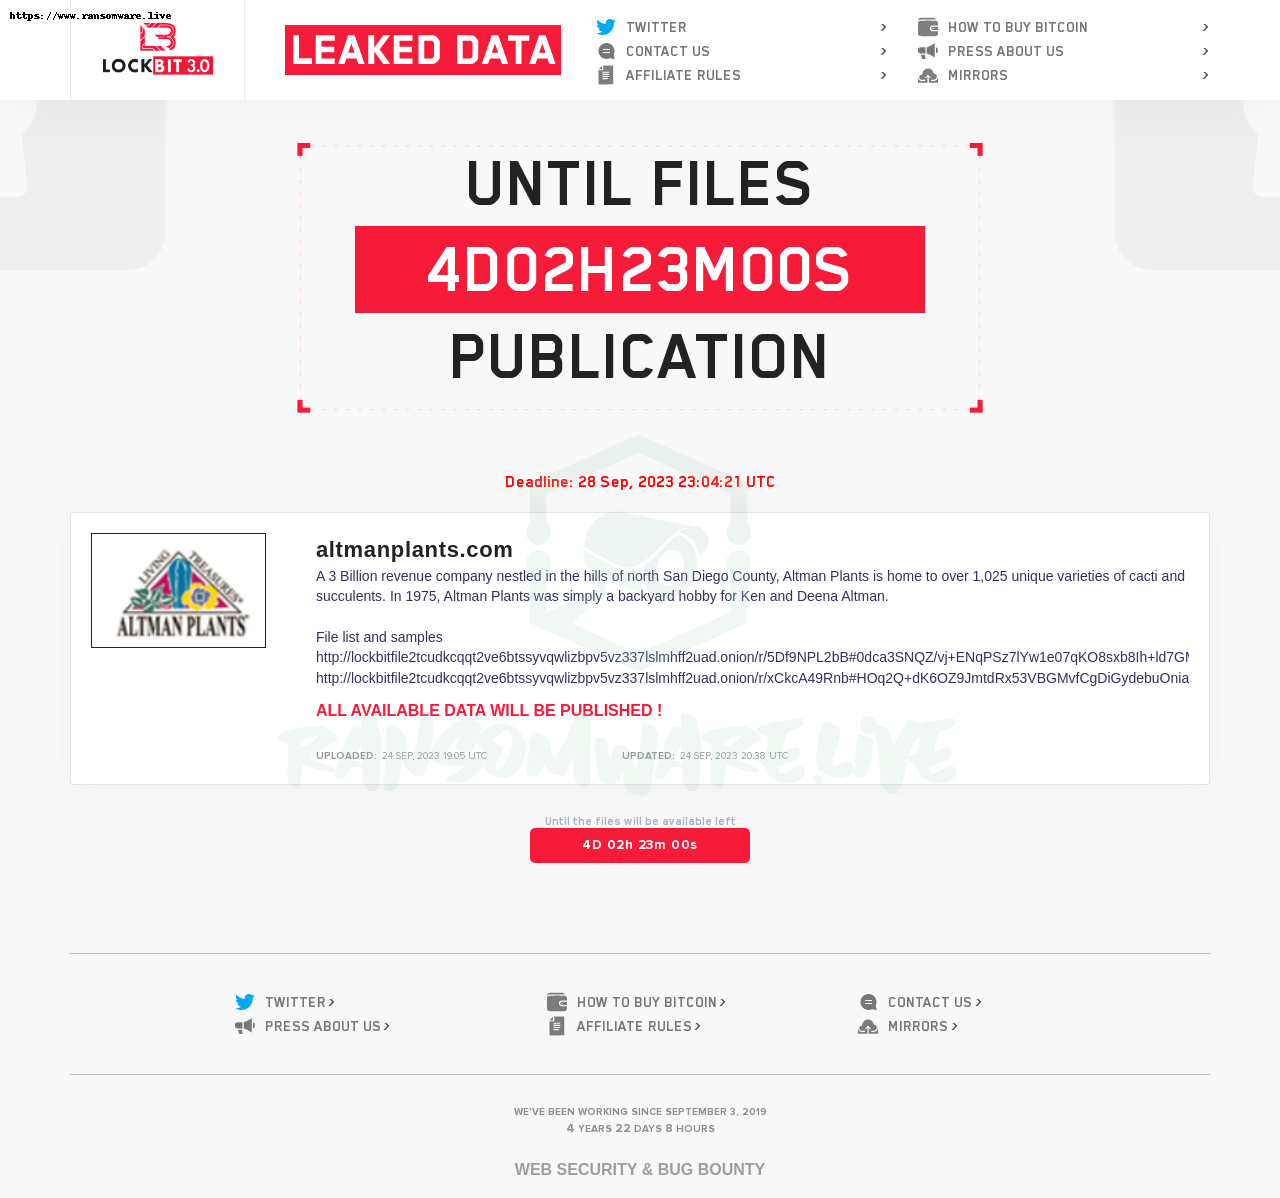 https://www.ransomware.live
LOCKBIT 3.0
LEAKED DATA
TWITTER
CONTACT US
AFFILIATE RULES
HOW TO BUY BITCOIN
PRESS ABOUT US
MIRRORS
UNTIL FILES
4D02H23M00S
PUBLICATION
Deadline: 28 Sep, 2023 23:04:21 UTC
LIVING TREASURES®
ALTMAN PLANTS
altmanplants.com
A 3 Billion revenue company nestled in the hills of north San Diego County, Altman Plants is home to over 1,025 unique varieties of cacti and
succulents. In 1975, Altman Plants was simply a backyard hobby for Ken and Deena Altman.
File list and samples
http://lockbitfile2tcudkcqqt2ve6btssyvqwlizbpv5vz337lslmhff2uad.onion/r/5Df9NPL2bB#0dca3SNQZ/vj+ENqPSz7lYw1e07qKO8sxb8Ih+ld7GM
http://lockbitfile2tcudkcqqt2ve6btssyvqwlizbpv5vz337lslmhff2uad.onion/r/xCkcA49Rnb#HOq2Q+dK6OZ9JmtdRx53VBGMvfCgDiGydebuOnia
ALL AVAILABLE DATA WILL BE PUBLISHED !
RANSOMWARE.LIVE
UPLOADED: 24 SEP, 2023 19:05 UTC
UPDATED: 24 SEP, 2023 20:38 UTC
Until the files will be available left
4D 02h 23m 00s
TWITTER
HOW TO BUY BITCOIN
CONTACT US
PRESS ABOUT US
AFFILIATE RULES
MIRRORS
WE'VE BEEN WORKING SINCE SEPTEMBER 3, 2019
4 YEARS 22 DAYS 8 HOURS
WEB SECURITY & BUG BOUNTY